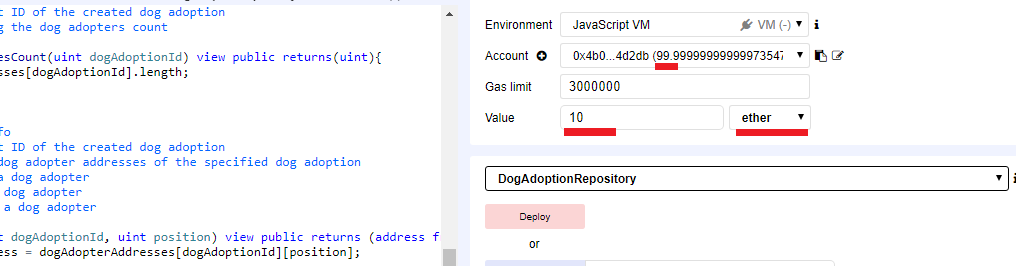 c ID of the created dog adoption
g the dog adopters count
esCount(uint dogAdoptionId) view public returns(uint){
sses[dogAdoptionId].length;
fo
c ID of the created dog adoption
dog adopter addresses of the specified dog adoption
a dog adopter
dog adopter
a dog adopter
t dogAdoptionId, uint position) view public returns (address f
ess = dogAdopterAddresses[dogAdoptionId][position];
Environment JavaScript VM VM (-) i
Account 0x4b0...4d2db (99.99999999999973547
Gas limit 3000000
Value 10 ether
DogAdoptionRepository
Deploy
or